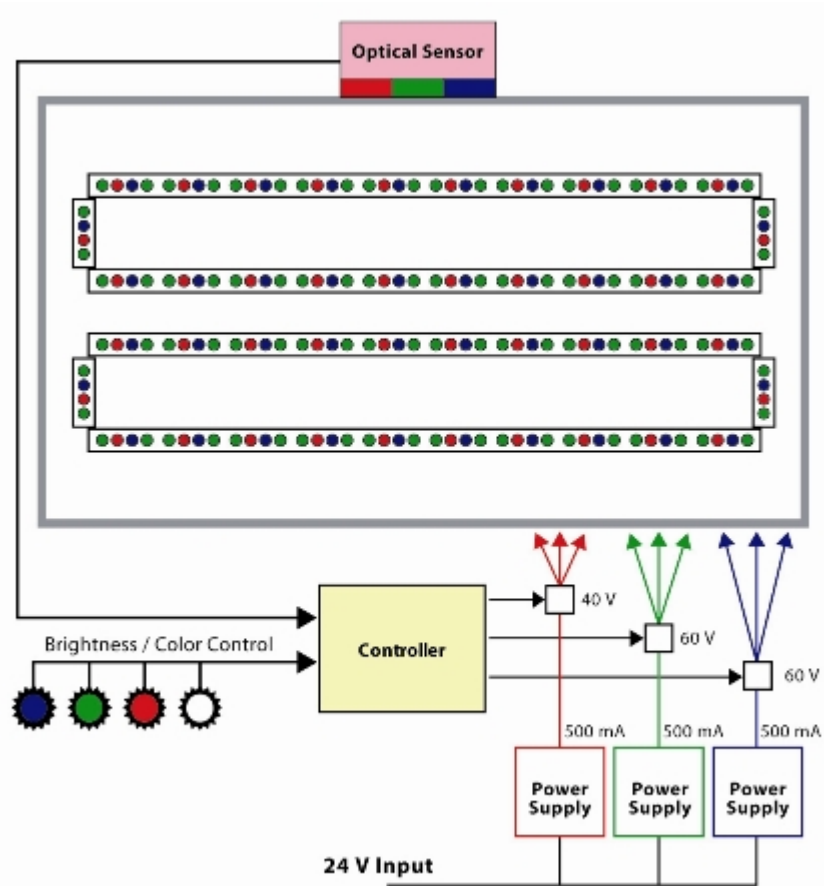 Optical Sensor
40 V
Brightness / Color Control
Controller
60 V
60 V
500 mA
500 mA
500 mA
Power
Supply
Power
Supply
Power
Supply
24 V Input